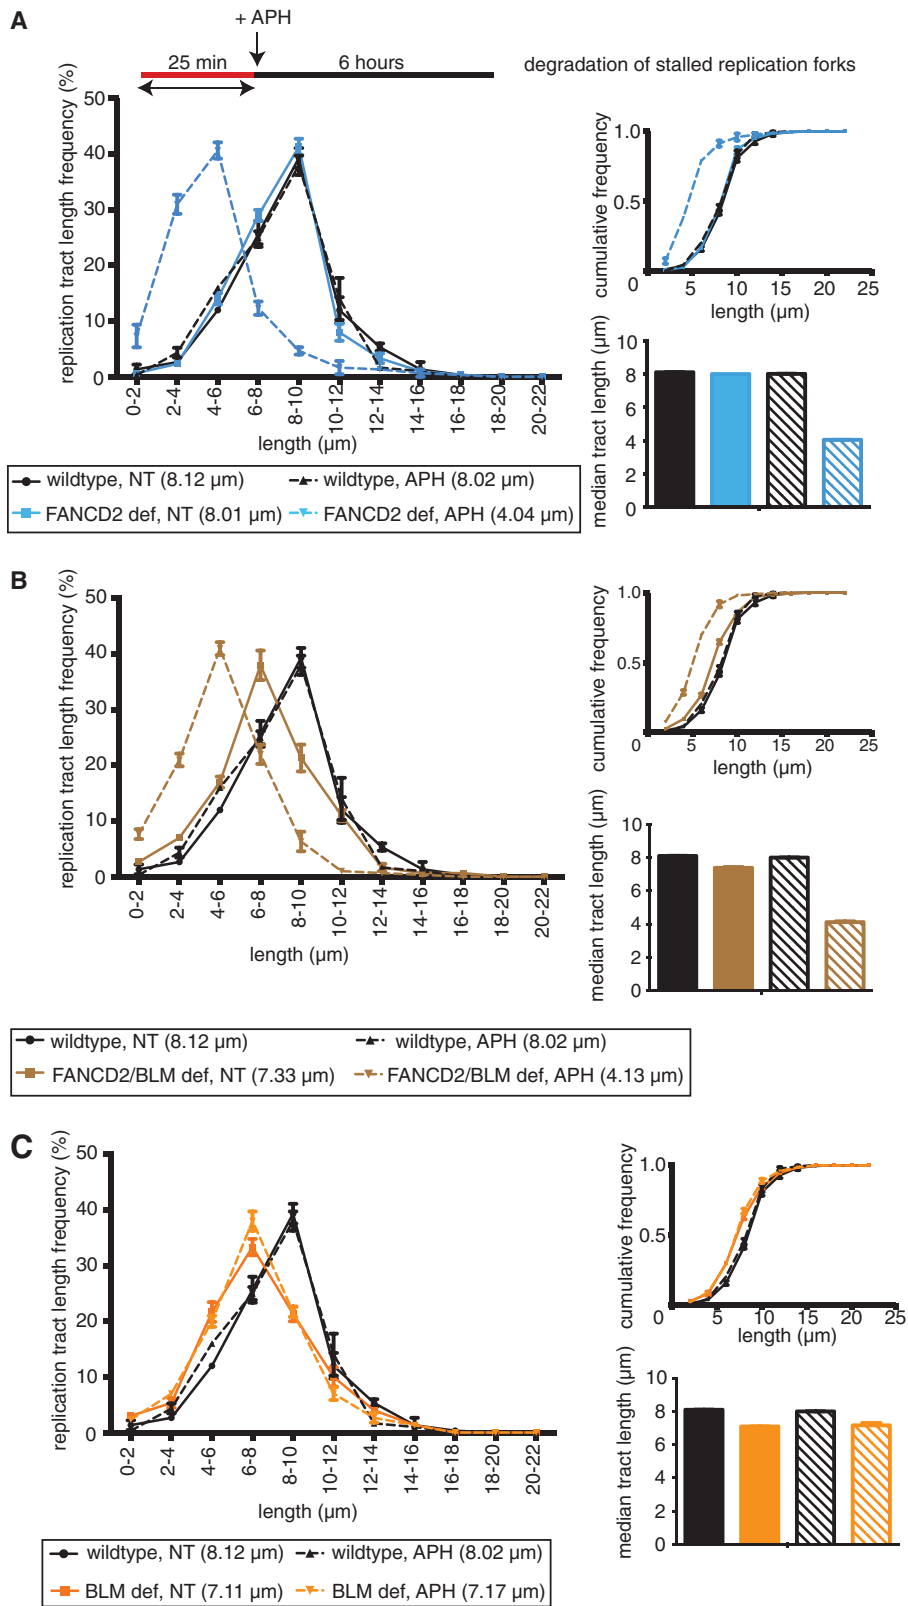 A
+ APH
25 min
6 hours
degradation of stalled replication forks
replication tract length frequency (%)
50
40
30
20
10
0
0-2
2-4
4-6
6-8
8-10
10-12
12-14
14-16
16-18
18-20
20-22
length (µm)
cumulative frequency
1.0
0.5
0
5
10
15
20
25
length (µm)
median tract length (µm)
10
8
6
4
2
0
wildtype, NT (8.12 µm)
wildtype, APH (8.02 µm)
FANCD2 def, NT (8.01 µm)
FANCD2 def, APH (4.04 µm)
B
replication tract length frequency (%)
50
40
30
20
10
0
0-2
2-4
4-6
6-8
8-10
10-12
12-14
14-16
16-18
18-20
20-22
length (µm)
cumulative frequency
1.0
0.5
0
5
10
15
20
25
length (µm)
median tract length (µm)
10
8
6
4
2
0
wildtype, NT (8.12 µm)
wildtype, APH (8.02 µm)
FANCD2/BLM def, NT (7.33 µm)
FANCD2/BLM def, APH (4.13 µm)
C
replication tract length frequency (%)
50
40
30
20
10
0
0-2
2-4
4-6
6-8
8-10
10-12
12-14
14-16
16-18
18-20
20-22
length (µm)
cumulative frequency
1.0
0.5
0
5
10
15
20
25
length (µm)
median tract length (µm)
10
8
6
4
2
0
wildtype, NT (8.12 µm)
wildtype, APH (8.02 µm)
BLM def, NT (7.11 µm)
BLM def, APH (7.17 µm)